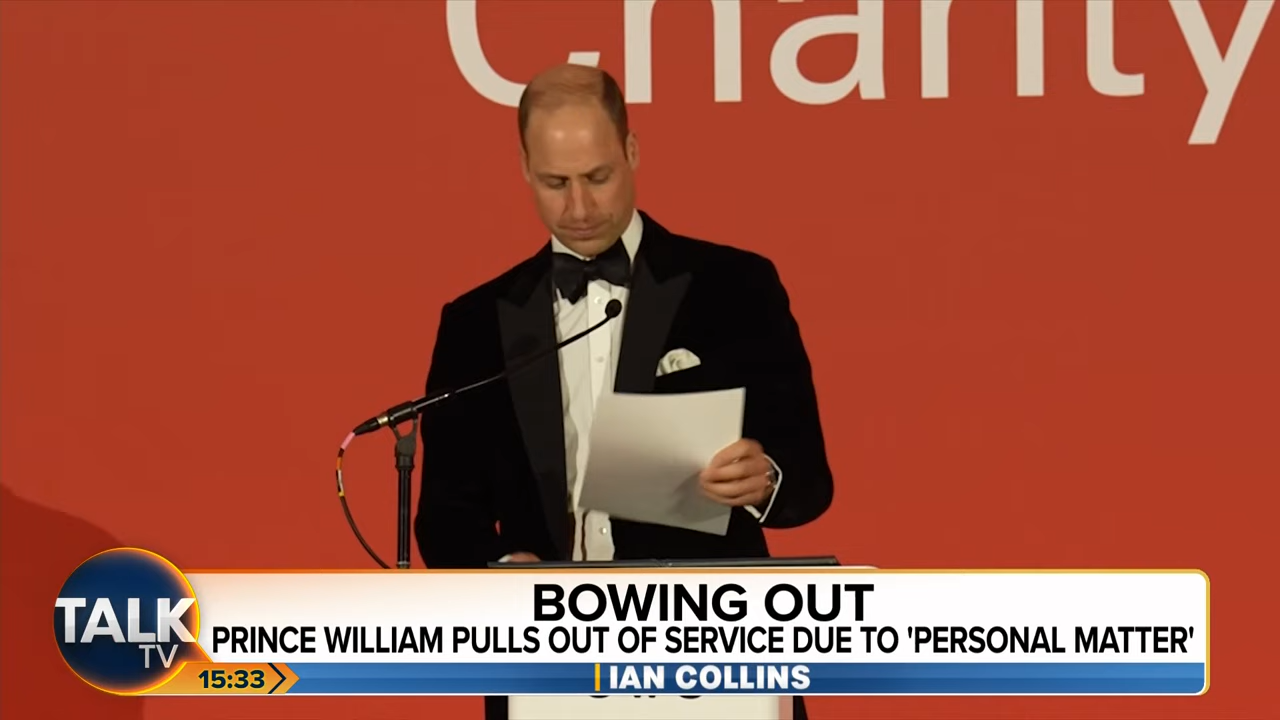 Charity
BOWING OUT
PRINCE WILLIAM PULLS OUT OF SERVICE DUE TO 'PERSONAL MATTER'
TALK
TV
15:33
IAN COLLINS